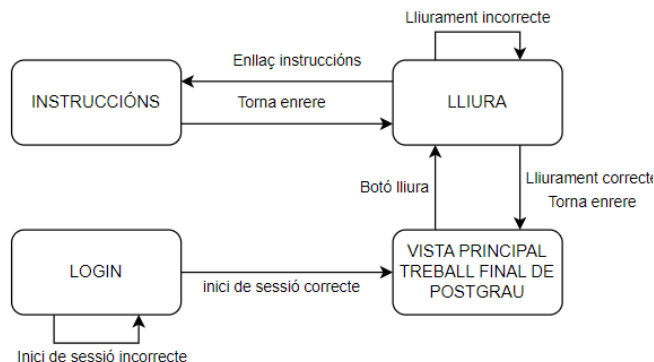 Lliurament incorrecte
Enllaç instruccións
INSTRUCCIÓNS
LLIURA
Torna enrere
Botó lliura
Lliurament correcte
Torna enrere
LOGIN
inici de sessió correcte
VISTA PRINCIPAL
TREBALL FINAL DE
POSTGRAU
Inici de sessió incorrecte